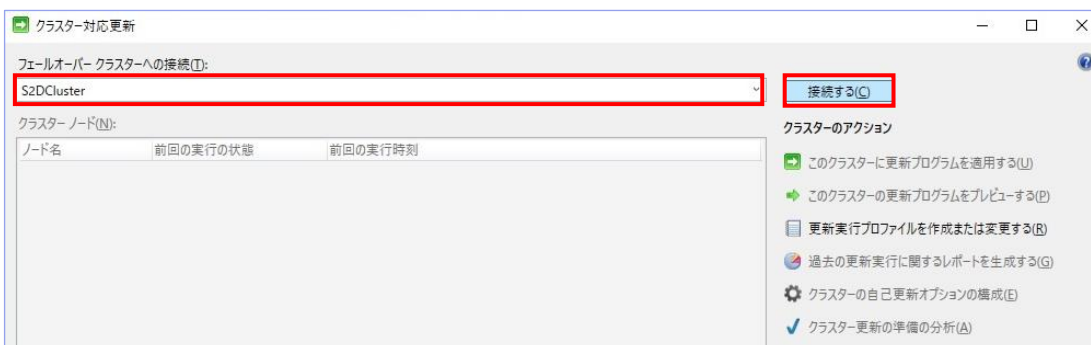 クラスター対応更新
フェールオーバー クラスターへの接続(T):
S2DCluster
接続する(C)
クラスター ノード(N):
ノード名 前回の実行の状態 前回の実行時刻
クラスターのアクション
このクラスターに更新プログラムを適用する(U)
このクラスターの更新プログラムをプレビューする(P)
更新実行プロファイルを作成または変更する(R)
過去の更新実行に関するレポートを生成する(G)
クラスターの自己更新オプションの構成(E)
クラスター更新の準備の分析(A)